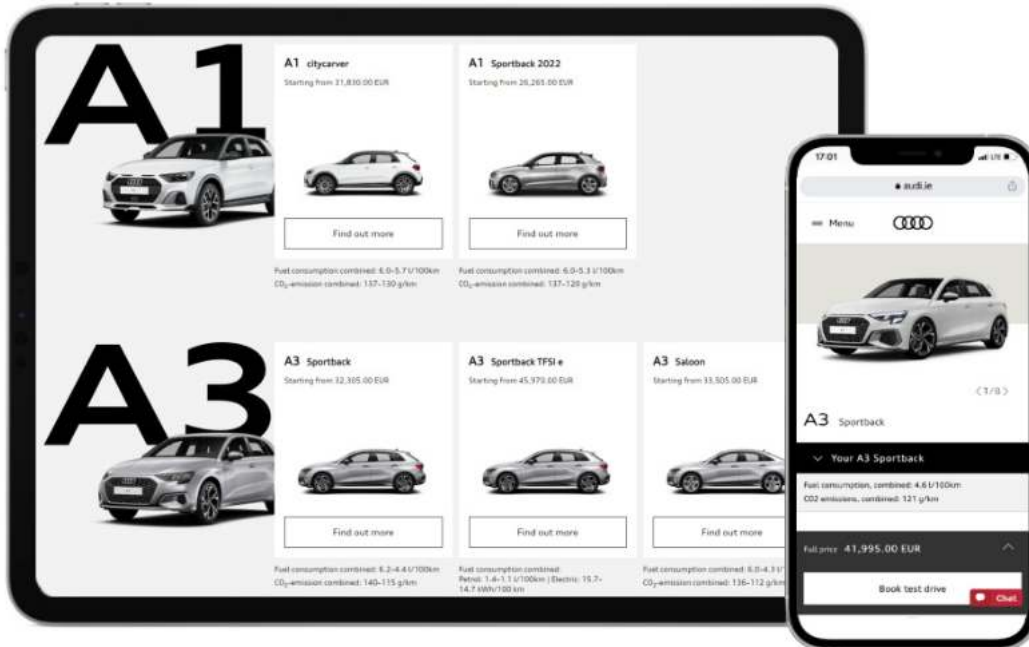 A1
A1 citycarver
Starting from 31,830.00 EUR
Find out more
Fuel consumption combined: 6.0–5.7 l/100km
CO₂-emission combined: 137–130 g/km
A1 Sportback 2022
Starting from 26,265.00 EUR
Find out more
Fuel consumption combined: 6.0–5.3 l/100km
CO₂-emission combined: 137–120 g/km
A3
A3 Sportback
Starting from 32,305.00 EUR
Find out more
Fuel consumption combined: 6.2–4.4 l/100km
CO₂-emission combined: 140–115 g/km
A3 Sportback TFSI e
Starting from 45,970.00 EUR
Find out more
Fuel consumption combined:
Petrol: 1.4–1.1 l/100km | Electric: 15.7–
14.7 kWh/100 km
A3 Saloon
Starting from 33,505.00 EUR
Find out more
Fuel consumption combined: 6.0–4.3 l/
CO₂-emission combined: 136–112 g/
17:01
LTE
audi.ie
Menu
<1/8>
A3 Sportback
Your A3 Sportback
Fuel consumption, combined: 4.6 l/100km
CO2 emissions, combined: 121 g/km
Full price 41,995.00 EUR
Book test drive
Chat